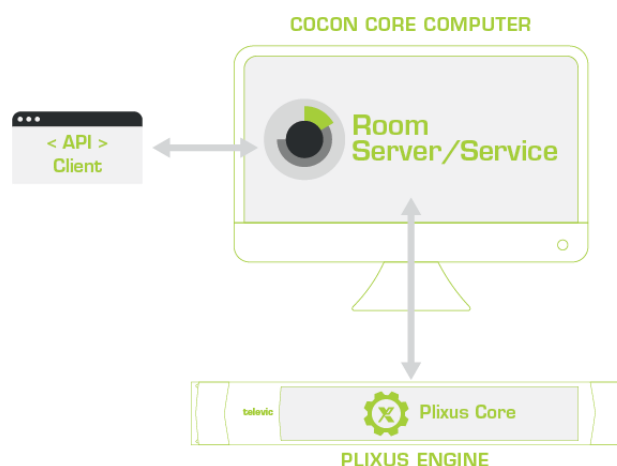 COCON CORE COMPUTER
Room
Server/Service
< API >
Client
televic
Plixus Core
PLIXUS ENGINE